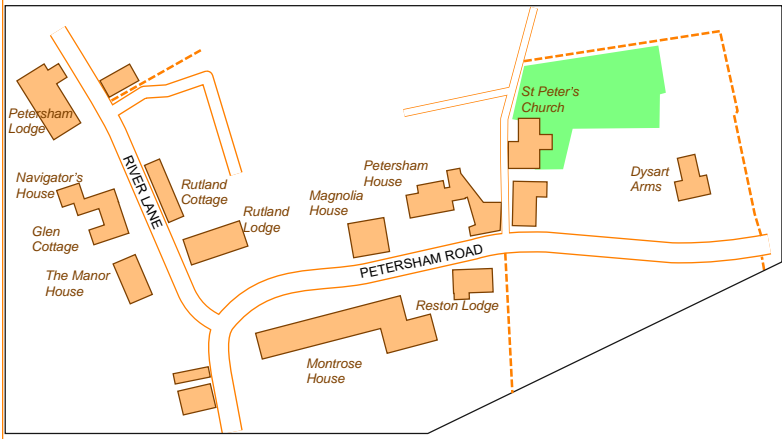 St Peter's
Church
Petersham
Lodge
RIVER LANE
Navigator's
House
Rutland
Cottage
Petersham
House
Dysart
Arms
Magnolia
House
Rutland
Lodge
Glen
Cottage
PETERSHAM ROAD
The Manor
House
Reston Lodge
Montrose
House